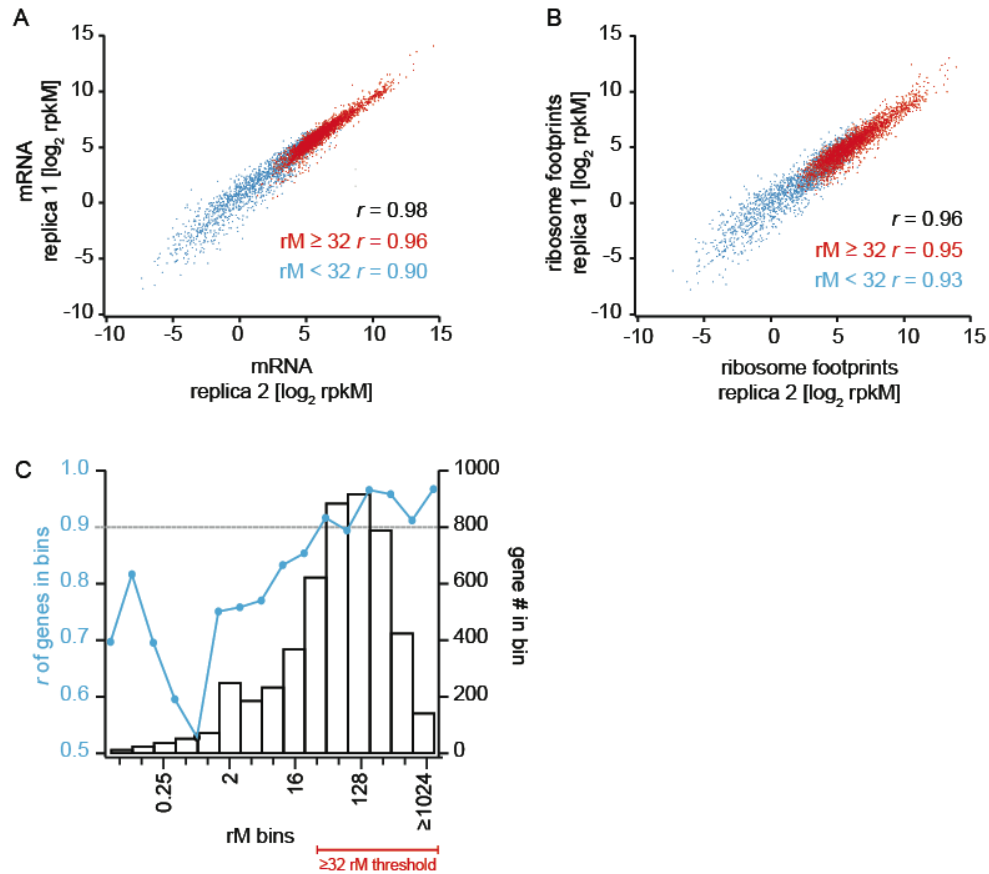 A
mRNA
replica 1 [log2 rpkM]
15
10
5
0
-5
-10
-10
-5
0
5
10
15
r = 0.98
rM ≥ 32 r = 0.96
rM < 32 r = 0.90
mRNA
replica 2 [log2 rpkM]
B
ribosome footprints
replica 1 [log2 rpkM]
15
10
5
0
-5
-10
-10
-5
0
5
10
15
r = 0.96
rM ≥ 32 r = 0.95
rM < 32 r = 0.93
ribosome footprints
replica 2 [log2 rpkM]
C
r of genes in bins
1.0
0.9
0.8
0.7
0.6
0.5
1000
800
600
400
200
0
gene # in bin
0.25
2
16
128
≥1024
rM bins
≥32 rM threshold